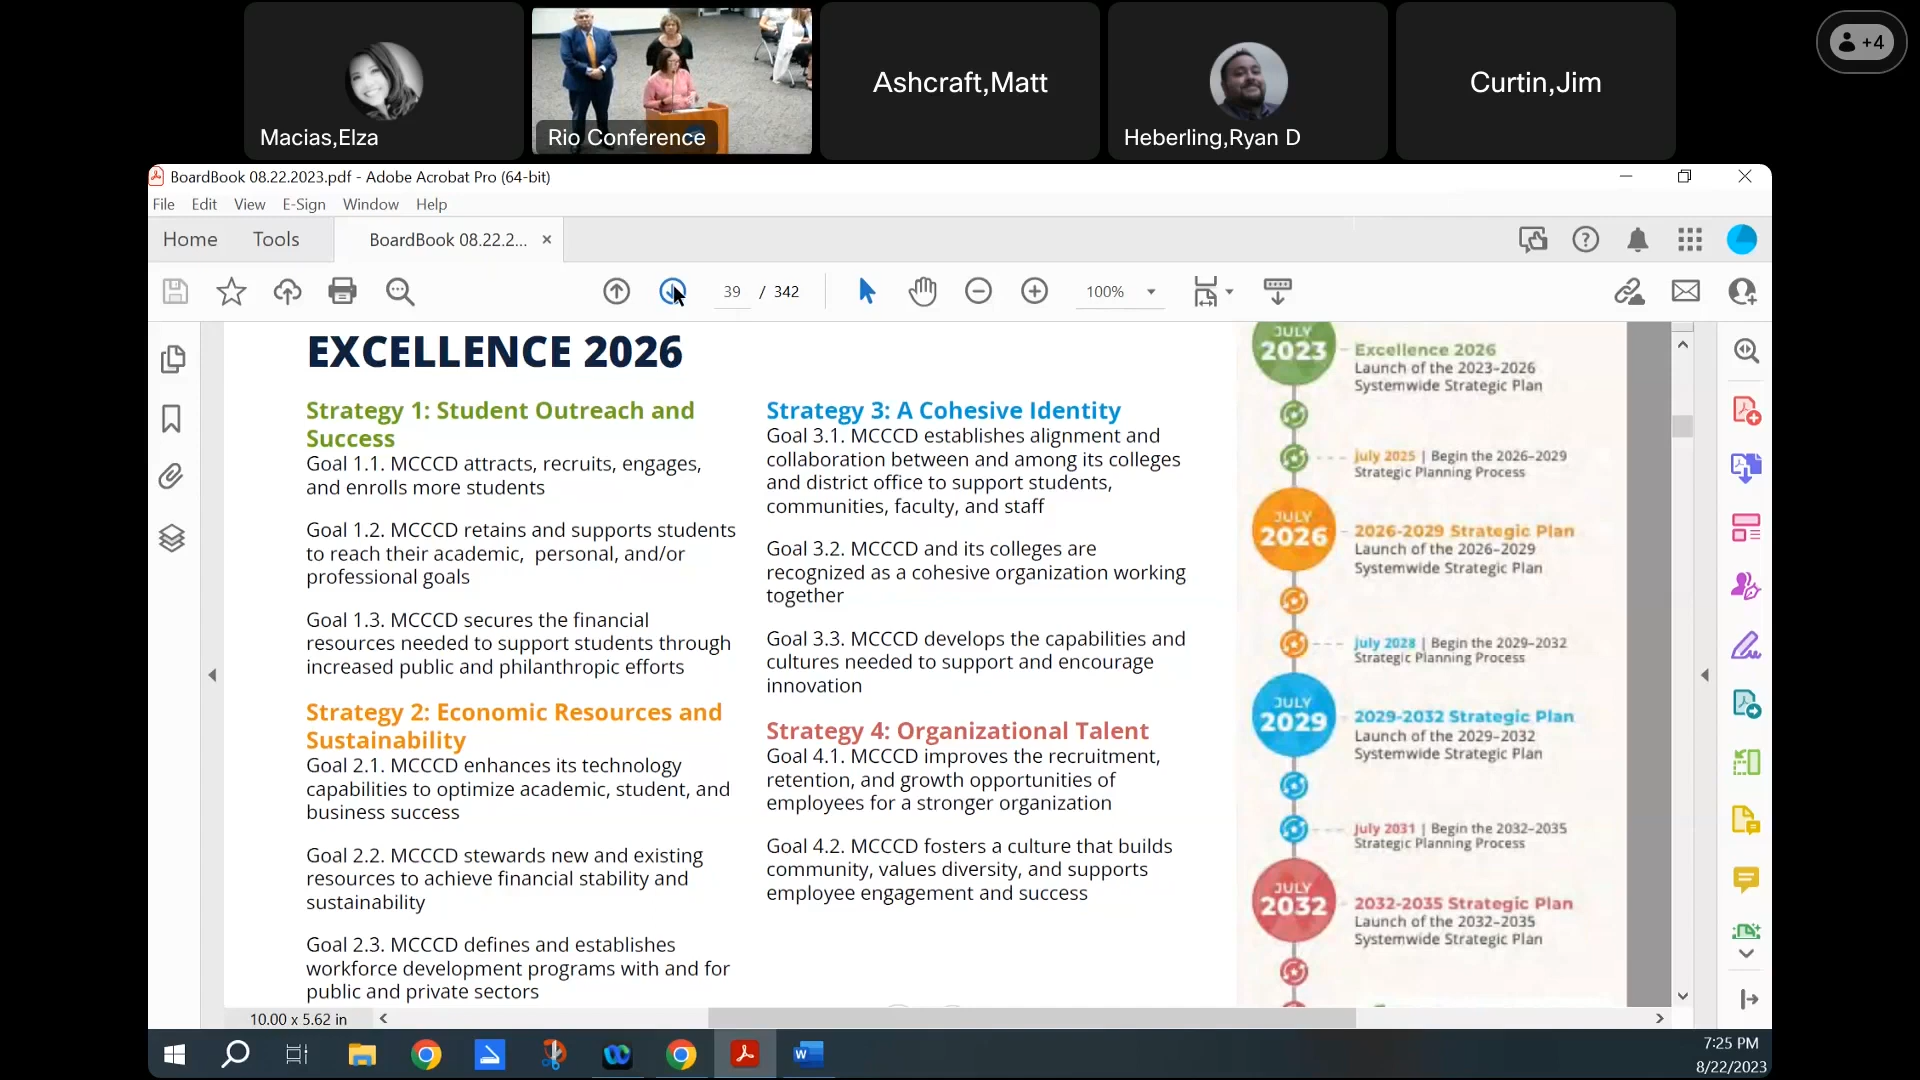 +4
Macias,Elza
Rio Conference
Ashcraft,Matt
Heberling,Ryan D
Curtin,Jim
BoardBook 08.22.2023.pdf - Adobe Acrobat Pro (64-bit)
File Edit View E-Sign Window Help
Home Tools BoardBook 08.22.2... ×
39 / 342 100%
EXCELLENCE 2026
Strategy 1: Student Outreach and
Success
Goal 1.1. MCCCD attracts, recruits, engages,
and enrolls more students
Goal 1.2. MCCCD retains and supports students
to reach their academic, personal, and/or
professional goals
Goal 1.3. MCCCD secures the financial
resources needed to support students through
increased public and philanthropic efforts
Strategy 2: Economic Resources and
Sustainability
Goal 2.1. MCCCD enhances its technology
capabilities to optimize academic, student, and
business success
Goal 2.2. MCCCD stewards new and existing
resources to achieve financial stability and
sustainability
Goal 2.3. MCCCD defines and establishes
workforce development programs with and for
public and private sectors
Strategy 3: A Cohesive Identity
Goal 3.1. MCCCD establishes alignment and
collaboration between and among its colleges
and district office to support students,
communities, faculty, and staff
Goal 3.2. MCCCD and its colleges are
recognized as a cohesive organization working
together
Goal 3.3. MCCCD develops the capabilities and
cultures needed to support and encourage
innovation
Strategy 4: Organizational Talent
Goal 4.1. MCCCD improves the recruitment,
retention, and growth opportunities of
employees for a stronger organization
Goal 4.2. MCCCD fosters a culture that builds
community, values diversity, and supports
employee engagement and success
JULY
2023
Excellence 2026
Launch of the 2023–2026
Systemwide Strategic Plan
July 2025 | Begin the 2026–2029
Strategic Planning Process
JULY
2026
2026-2029 Strategic Plan
Launch of the 2026–2029
Systemwide Strategic Plan
July 2028 | Begin the 2029–2032
Strategic Planning Process
JULY
2029
2029-2032 Strategic Plan
Launch of the 2029–2032
Systemwide Strategic Plan
July 2031 | Begin the 2032–2035
Strategic Planning Process
JULY
2032
2032-2035 Strategic Plan
Launch of the 2032–2035
Systemwide Strategic Plan
10.00 x 5.62 in
7:25 PM
8/22/2023